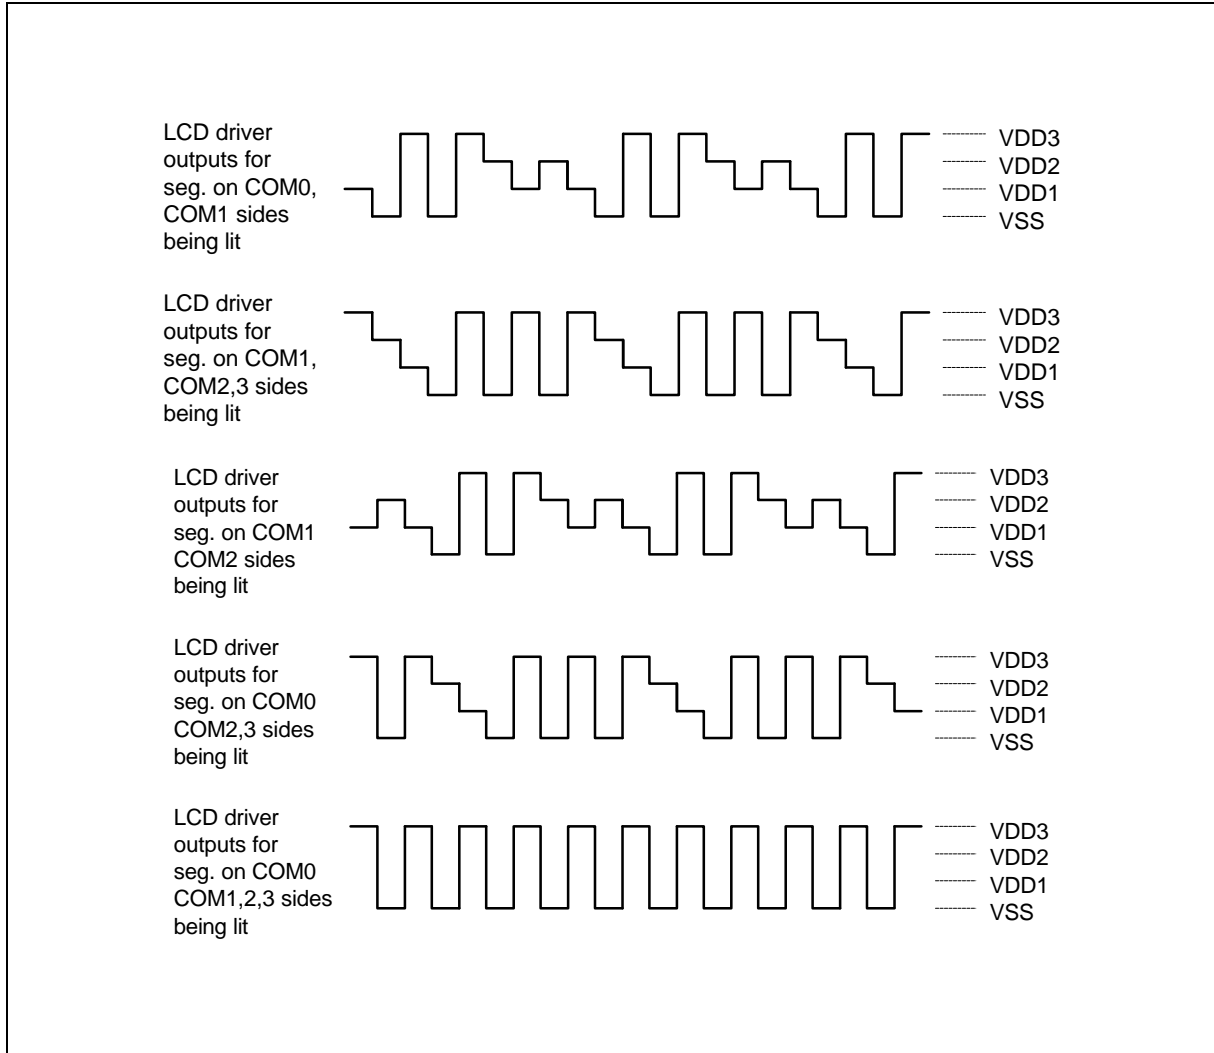 LCD driver
outputs for
seg. on COM0,
COM1 sides
being lit
VDD3
VDD2
VDD1
VSS
LCD driver
outputs for
seg. on COM1,
COM2,3 sides
being lit
VDD3
VDD2
VDD1
VSS
LCD driver
outputs for
seg. on COM1
COM2 sides
being lit
VDD3
VDD2
VDD1
VSS
LCD driver
outputs for
seg. on COM0
COM2,3 sides
being lit
VDD3
VDD2
VDD1
VSS
LCD driver
outputs for
seg. on COM0
COM1,2,3 sides
being lit
VDD3
VDD2
VDD1
VSS